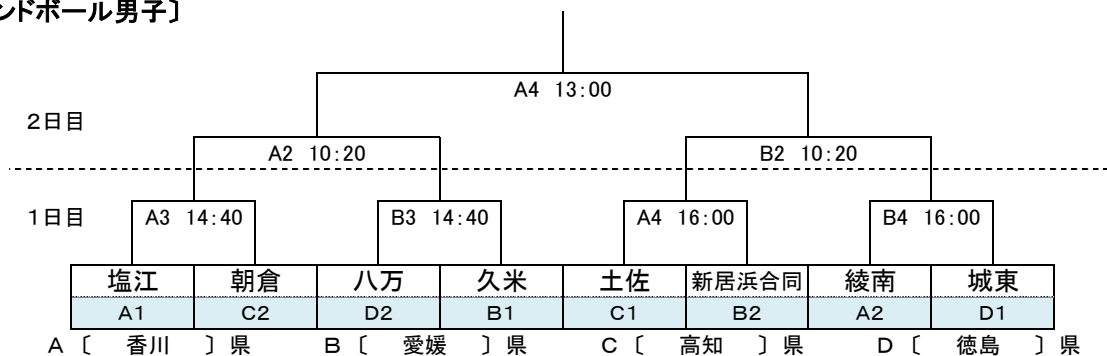 ンドボール男子〕
A4 13:00
2日目
A2 10:20 B2 10:20
1日目 A3 14:40 B3 14:40 A4 16:00 B4 16:00
塩江 朝倉 八万 久米 土佐 新居浜合同 綾南 城東
A1 C2 D2 B1 C1 B2 A2 D1
A 〔 香川 〕県 B 〔 愛媛 〕県 C 〔 高知 〕県 D 〔 徳島 〕県